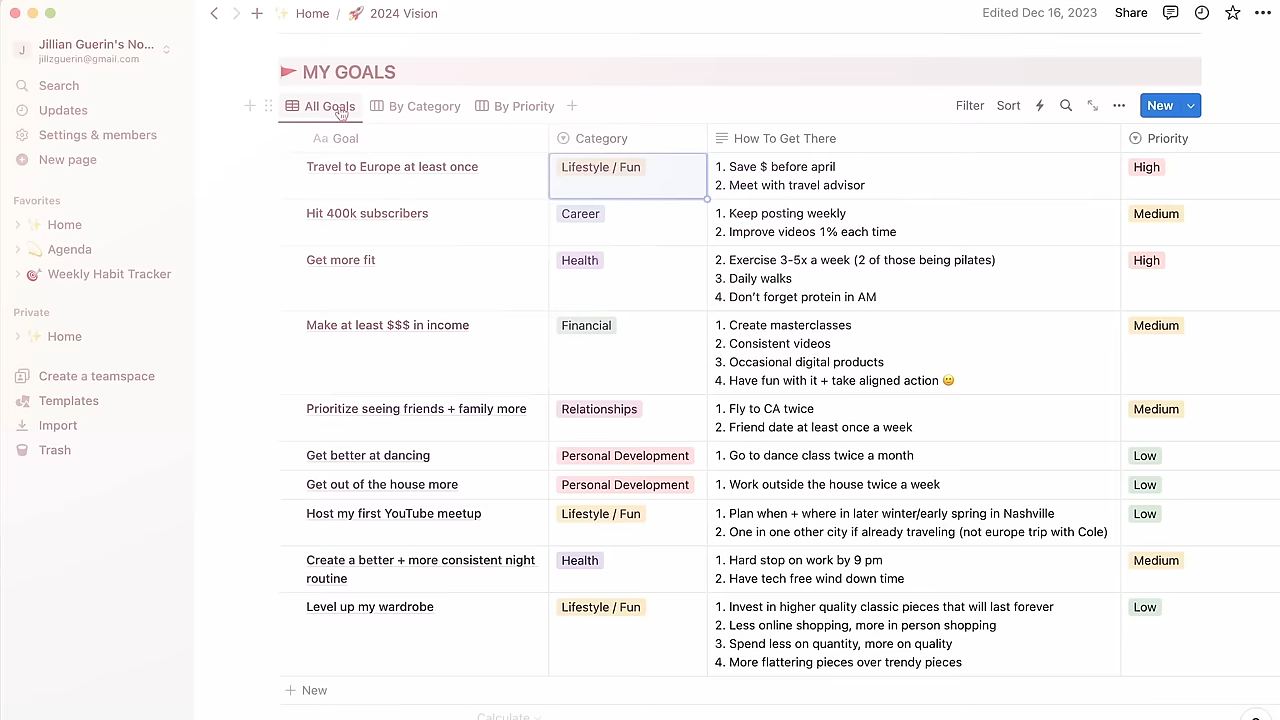 Home / 2024 Vision
Edited Dec 16, 2023 Share
J Jillian Guerin's No...
jillzguerin@gmail.com
Search
Updates
Settings & members
New page
Favorites
Home
Agenda
Weekly Habit Tracker
Private
Home
Create a teamspace
Templates
Import
Trash
MY GOALS
All Goals By Category By Priority
Filter Sort New
Aa Goal Category How To Get There Priority
Travel to Europe at least once Lifestyle / Fun 1. Save $ before april High
2. Meet with travel advisor
Hit 400k subscribers Career 1. Keep posting weekly Medium
2. Improve videos 1% each time
Get more fit Health 2. Exercise 3-5x a week (2 of those being pilates) High
3. Daily walks
4. Don't forget protein in AM
Make at least $$$ in income Financial 1. Create masterclasses Medium
2. Consistent videos
3. Occasional digital products
4. Have fun with it + take aligned action 🙂
Prioritize seeing friends + family more Relationships 1. Fly to CA twice Medium
2. Friend date at least once a week
Get better at dancing Personal Development 1. Go to dance class twice a month Low
Get out of the house more Personal Development 1. Work outside the house twice a week Low
Host my first YouTube meetup Lifestyle / Fun 1. Plan when + where in later winter/early spring in Nashville Low
2. One in one other city if already traveling (not europe trip with Cole)
Create a better + more consistent night Health 1. Hard stop on work by 9 pm Medium
routine 2. Have tech free wind down time
Level up my wardrobe Lifestyle / Fun 1. Invest in higher quality classic pieces that will last forever Low
2. Less online shopping, more in person shopping
3. Spend less on quantity, more on quality
4. More flattering pieces over trendy pieces
New
Calculate